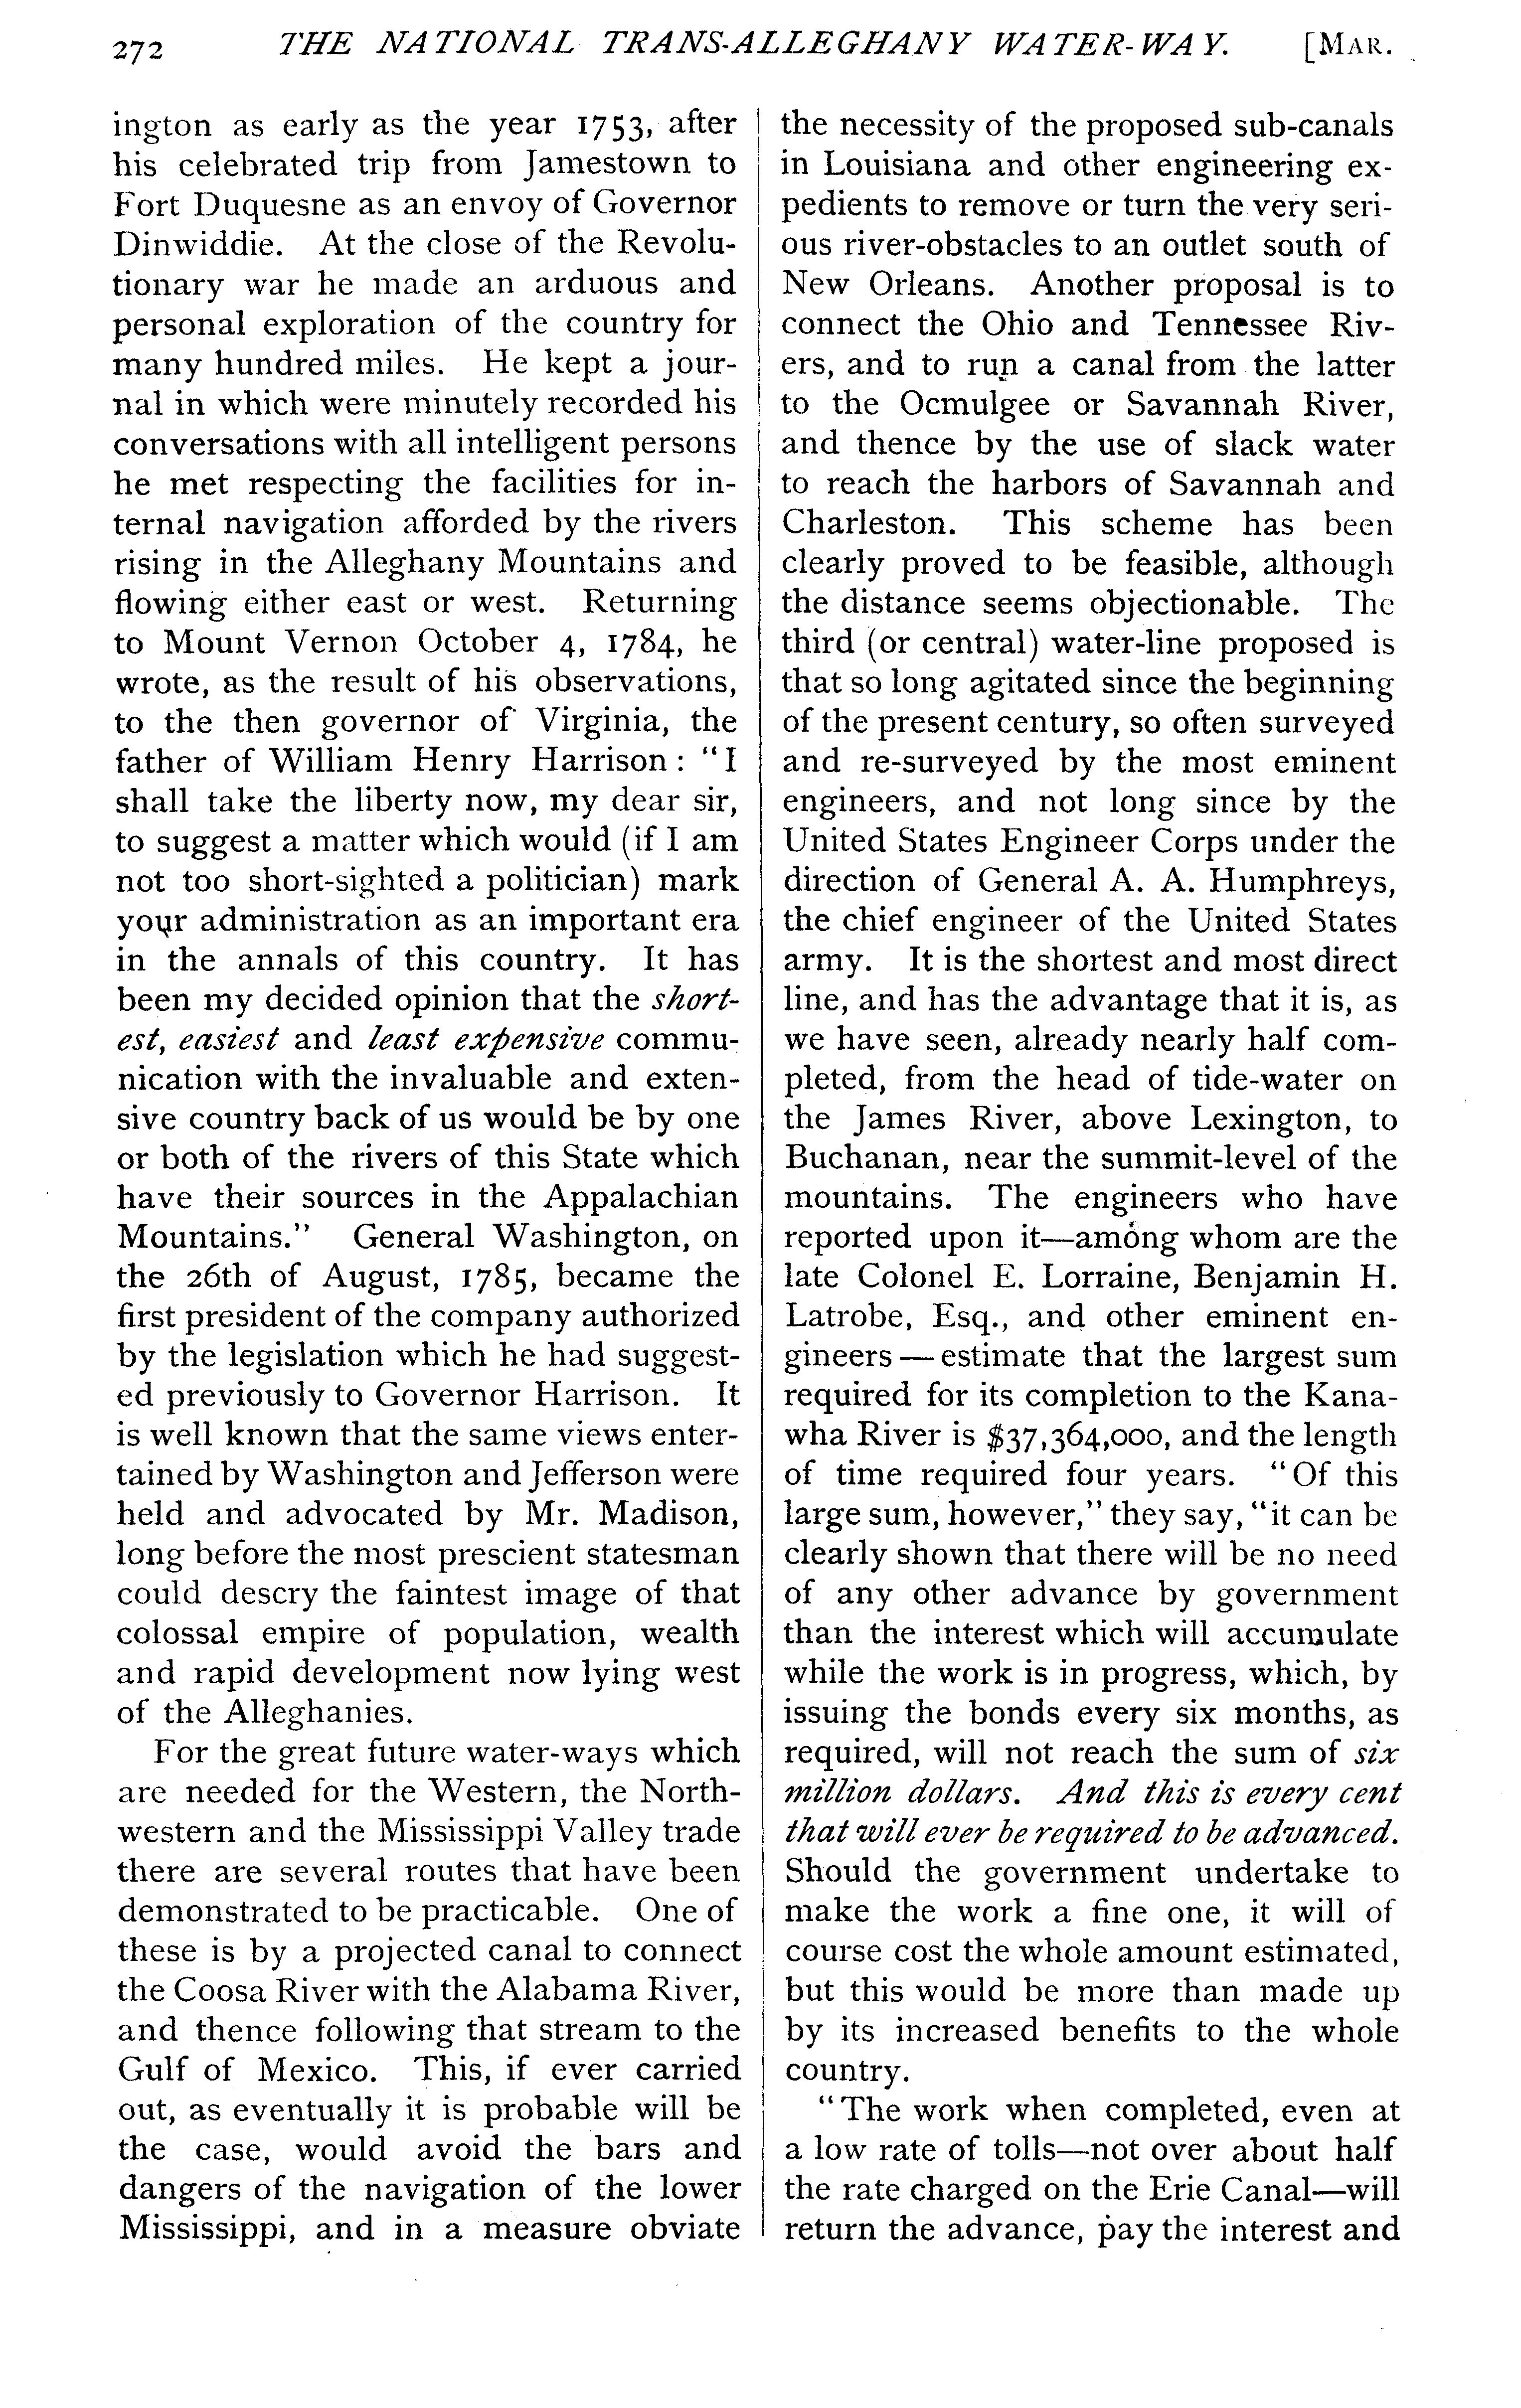 272 THE NATIONAL TRANS-ALLEGHANY WATER-WAY. [MAR.
ington as early as the year 1753, after
his celebrated trip from Jamestown to
Fort Duquesne as an envoy of Governor
Dinwiddie. At the close of the Revolu-
tionary war he made an arduous and
personal exploration of the country for
many hundred miles. He kept a jour-
nal in which were minutely recorded his
conversations with all intelligent persons
he met respecting the facilities for in-
ternal navigation afforded by the rivers
rising in the Alleghany Mountains and
flowing either east or west. Returning
to Mount Vernon October 4, 1784, he
wrote, as the result of his observations,
to the then governor of Virginia, the
father of William Henry Harrison: "I
shall take the liberty now, my dear sir,
to suggest a matter which would (if I am
not too short-sighted a politician) mark
your administration as an important era
in the annals of this country. It has
been my decided opinion that the short-
est, easiest and least expensive commu-
nication with the invaluable and exten-
sive country back of us would be by one
or both of the rivers of this State which
have their sources in the Appalachian
Mountains." General Washington, on
the 26th of August, 1785, became the
first president of the company authorized
by the legislation which he had suggest-
ed previously to Governor Harrison. It
is well known that the same views enter-
tained by Washington and Jefferson were
held and advocated by Mr. Madison,
long before the most prescient statesman
could descry the faintest image of that
colossal empire of population, wealth
and rapid development now lying west
of the Alleghanies.
For the great future water-ways which
are needed for the Western, the North-
western and the Mississippi Valley trade
there are several routes that have been
demonstrated to be practicable. One of
these is by a projected canal to connect
the Coosa River with the Alabama River,
and thence following that stream to the
Gulf of Mexico. This, if ever carried
out, as eventually it is probable will be
the case, would avoid the bars and
dangers of the navigation of the lower
Mississippi, and in a measure obviate
the necessity of the proposed sub-canals
in Louisiana and other engineering ex-
pedients to remove or turn the very seri-
ous river-obstacles to an outlet south of
New Orleans. Another proposal is to
connect the Ohio and Tennessee Riv-
ers, and to run a canal from the latter
to the Ocmulgee or Savannah River,
and thence by the use of slack water
to reach the harbors of Savannah and
Charleston. This scheme has been
clearly proved to be feasible, although
the distance seems objectionable. The
third (or central) water-line proposed is
that so long agitated since the beginning
of the present century, so often surveyed
and re-surveyed by the most eminent
engineers, and not long since by the
United States Engineer Corps under the
direction of General A. A. Humphreys,
the chief engineer of the United States
army. It is the shortest and most direct
line, and has the advantage that it is, as
we have seen, already nearly half com-
pleted, from the head of tide-water on
the James River, above Lexington, to
Buchanan, near the summit-level of the
mountains. The engineers who have
reported upon it—among whom are the
late Colonel E. Lorraine, Benjamin H.
Latrobe, Esq., and other eminent en-
gineers—estimate that the largest sum
required for its completion to the Kana-
wha River is $37,364,000, and the length
of time required four years. "Of this
large sum, however," they say, "it can be
clearly shown that there will be no need
of any other advance by government
than the interest which will accumulate
while the work is in progress, which, by
issuing the bonds every six months, as
required, will not reach the sum of six
million dollars. And this is every cent
that will ever be required to be advanced.
Should the government undertake to
make the work a fine one, it will of
course cost the whole amount estimated,
but this would be more than made up
by its increased benefits to the whole
country.
"The work when completed, even at
a low rate of tolls—not over about half
the rate charged on the Erie Canal—will
return the advance, pay the interest and